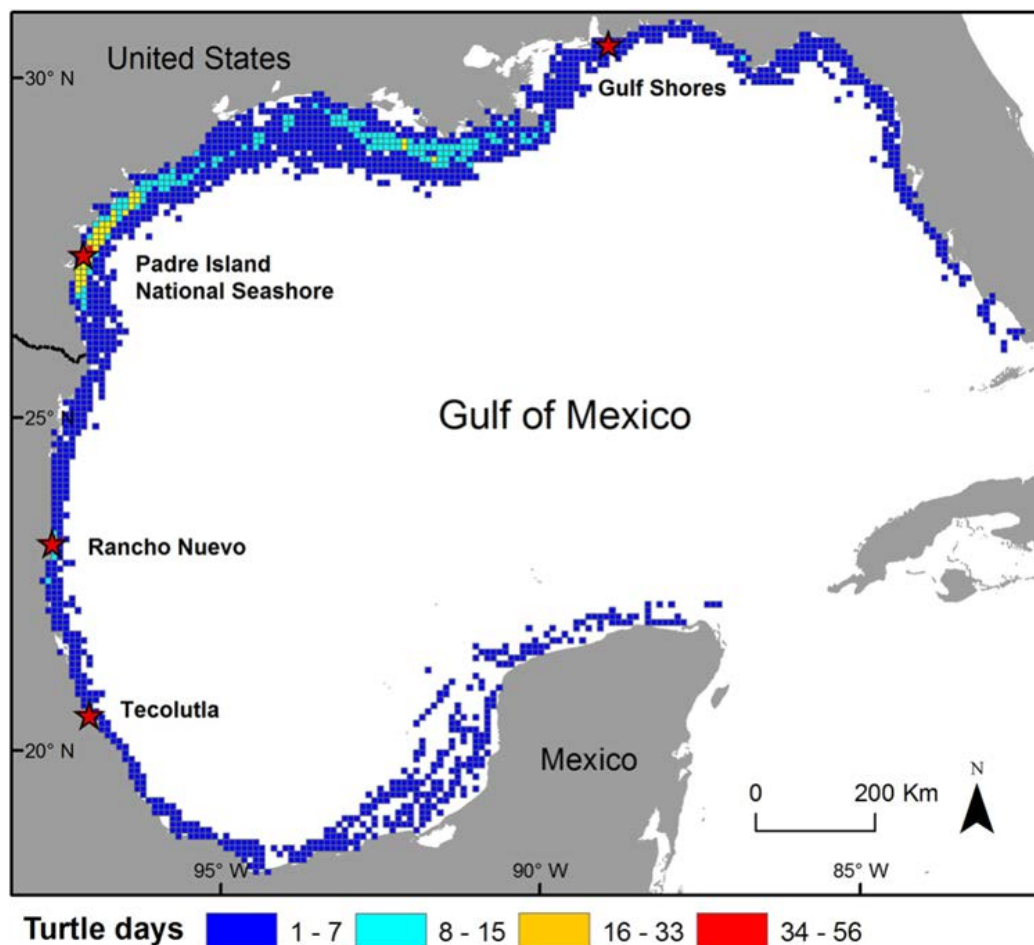 United States
30° N
Gulf Shores
Padre Island
National Seashore
Gulf of Mexico
25° N
Rancho Nuevo
Tecolutla
20° N
Mexico
0 200 Km
N
95° W 90° W 85° W
Turtle days 1 - 7 8 - 15 16 - 33 34 - 56